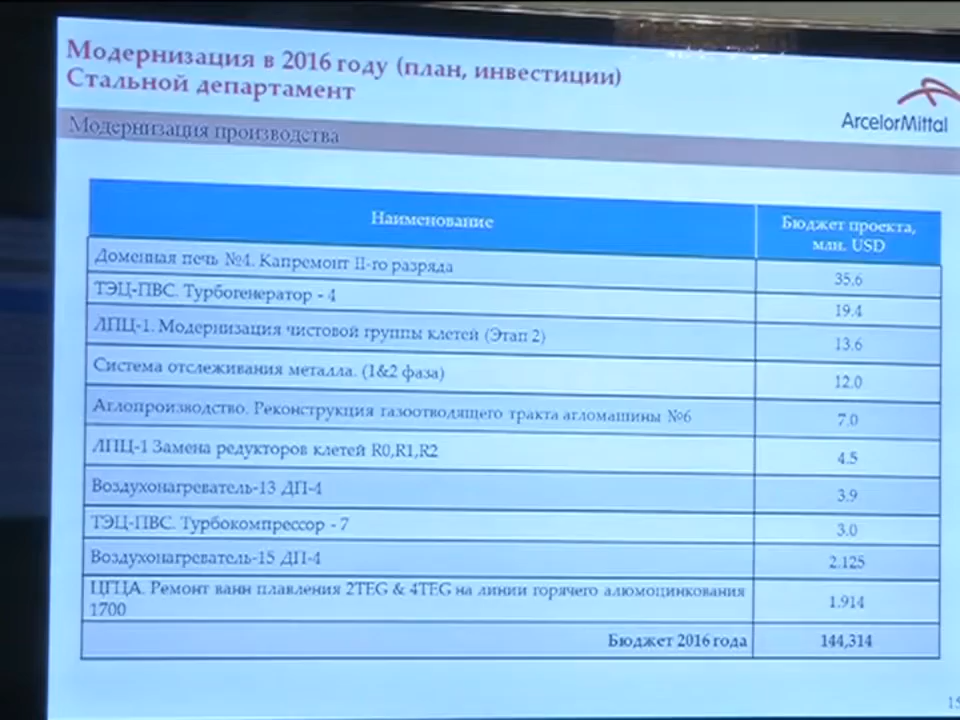 Модернизация в 2016 году (план, инвестиции)
Стальной департамент
ArcelorMittal
Модернизация производства
Наименование
Бюджет проекта,
млн. USD
Доменная печь №4. Капремонт II-го разряда
35.6
ТЭЦ-ПВС. Турбогенератор - 4
19.4
ЛПЦ-1. Модернизация чистовой группы клетей (Этап 2)
13.6
Система отслеживания металла. (1&2 фаза)
12.0
Аглопроизводство. Реконструкция газоотводящего тракта агломашины №6
7.0
ЛПЦ-1 Замена редукторов клетей R0,R1,R2
4.5
Воздухонагреватель-13 ДП-4
3.9
ТЭЦ-ПВС. Турбокомпрессор - 7
3.0
Воздухонагреватель-15 ДП-4
2.125
ЦГЦА. Ремонт ванн плавления 2TEG & 4TEG на линии горячего алюмоцинкования
1700
1.914
Бюджет 2016 года
144,314